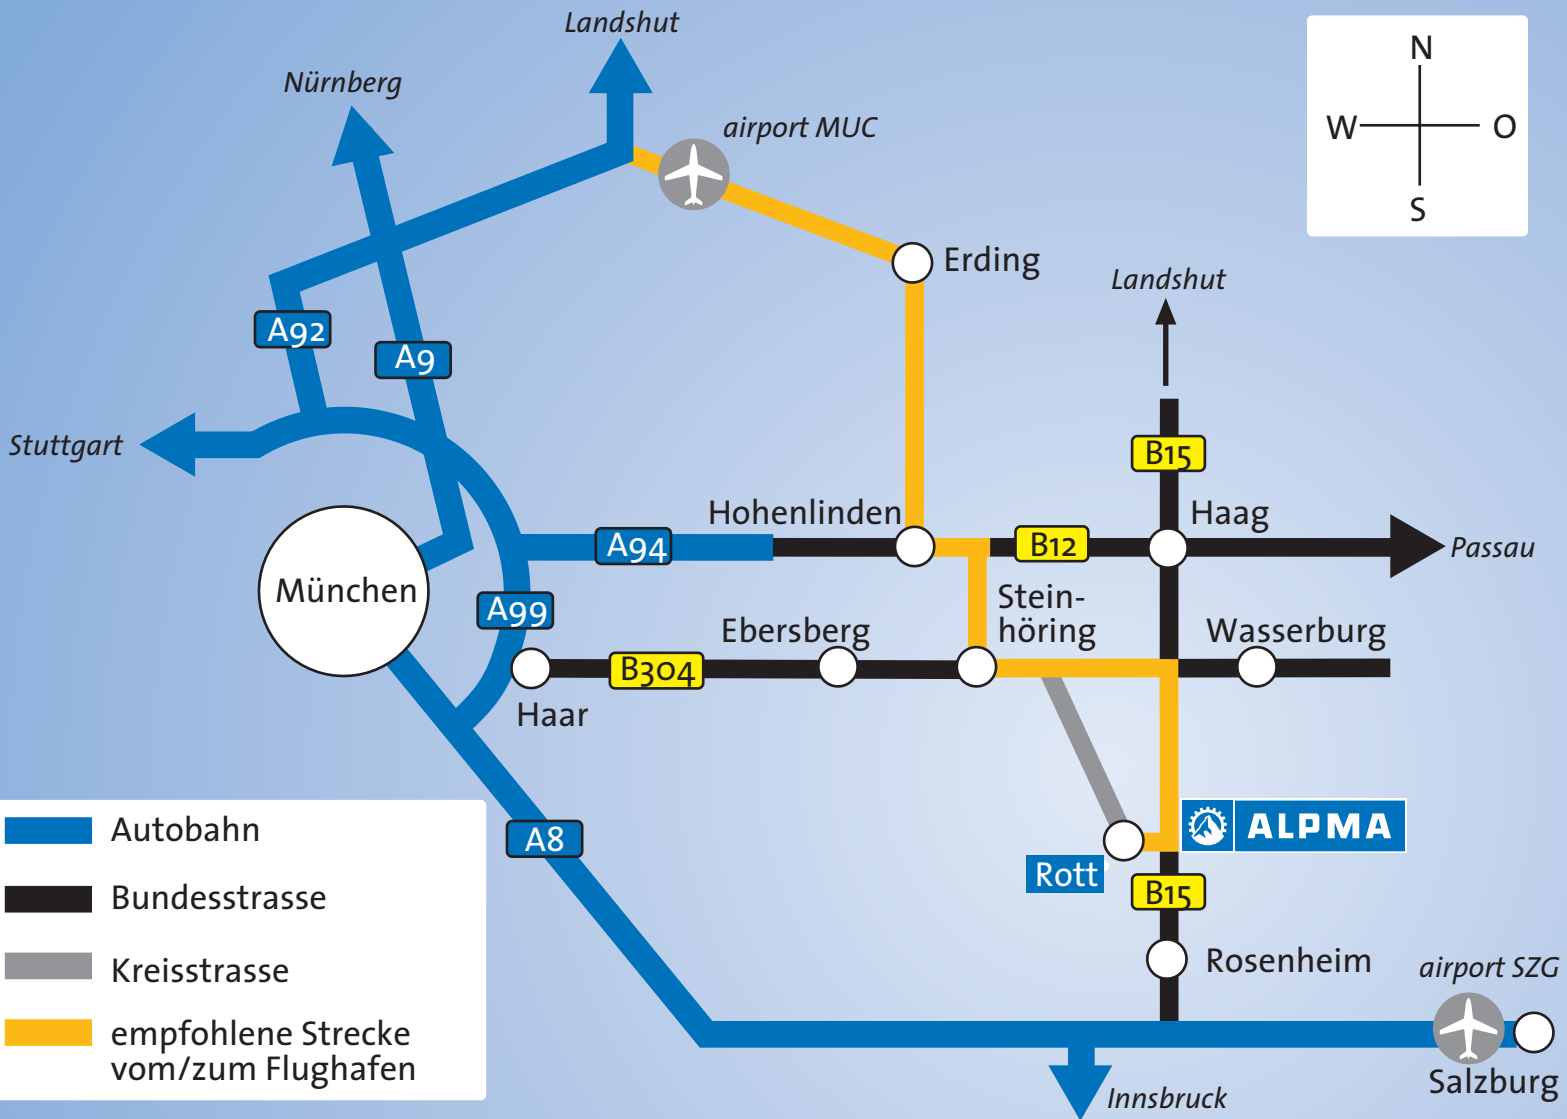 Landshut
Nürnberg
airport MUC
N
W
O
S
Erding
Landshut
A92
A9
Stuttgart
B15
Hohenlinden
Haag
A94
B12
Passau
München
A99
Stein-
höring
Ebersberg
Wasserburg
B304
Haar
Autobahn
A8
ALPMA
Rott
B15
Bundesstrasse
Kreisstrasse
Rosenheim
airport SZG
empfohlene Strecke
vom/zum Flughafen
Salzburg
Innsbruck